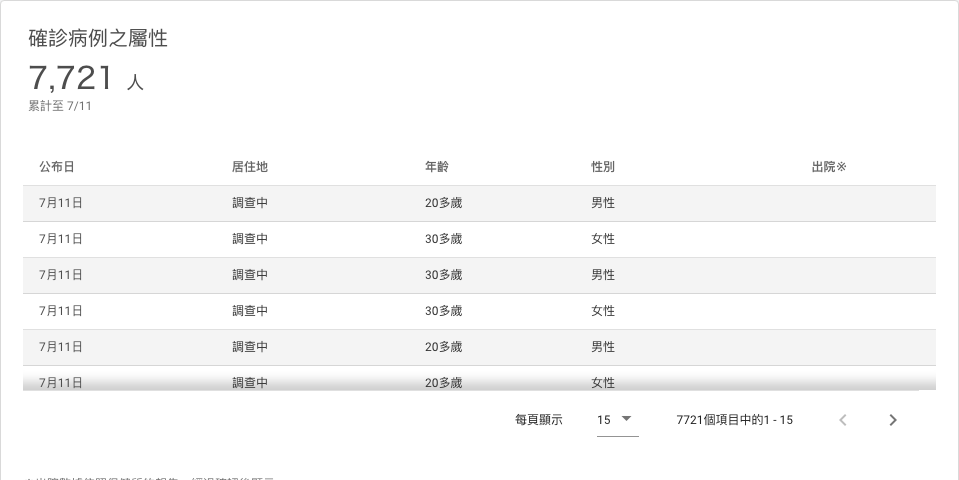 確診病例之屬性
7,721 人
累計至 7/11
公布日 居住地 年齡 性別 出院※
7月11日 調查中 20多歲 男性
7月11日 調查中 30多歲 女性
7月11日 調查中 30多歲 男性
7月11日 調查中 30多歲 女性
7月11日 調查中 20多歲 男性
7月11日 調查中 20多歲 女性
每頁顯示 15 7721個項目中的1 - 15